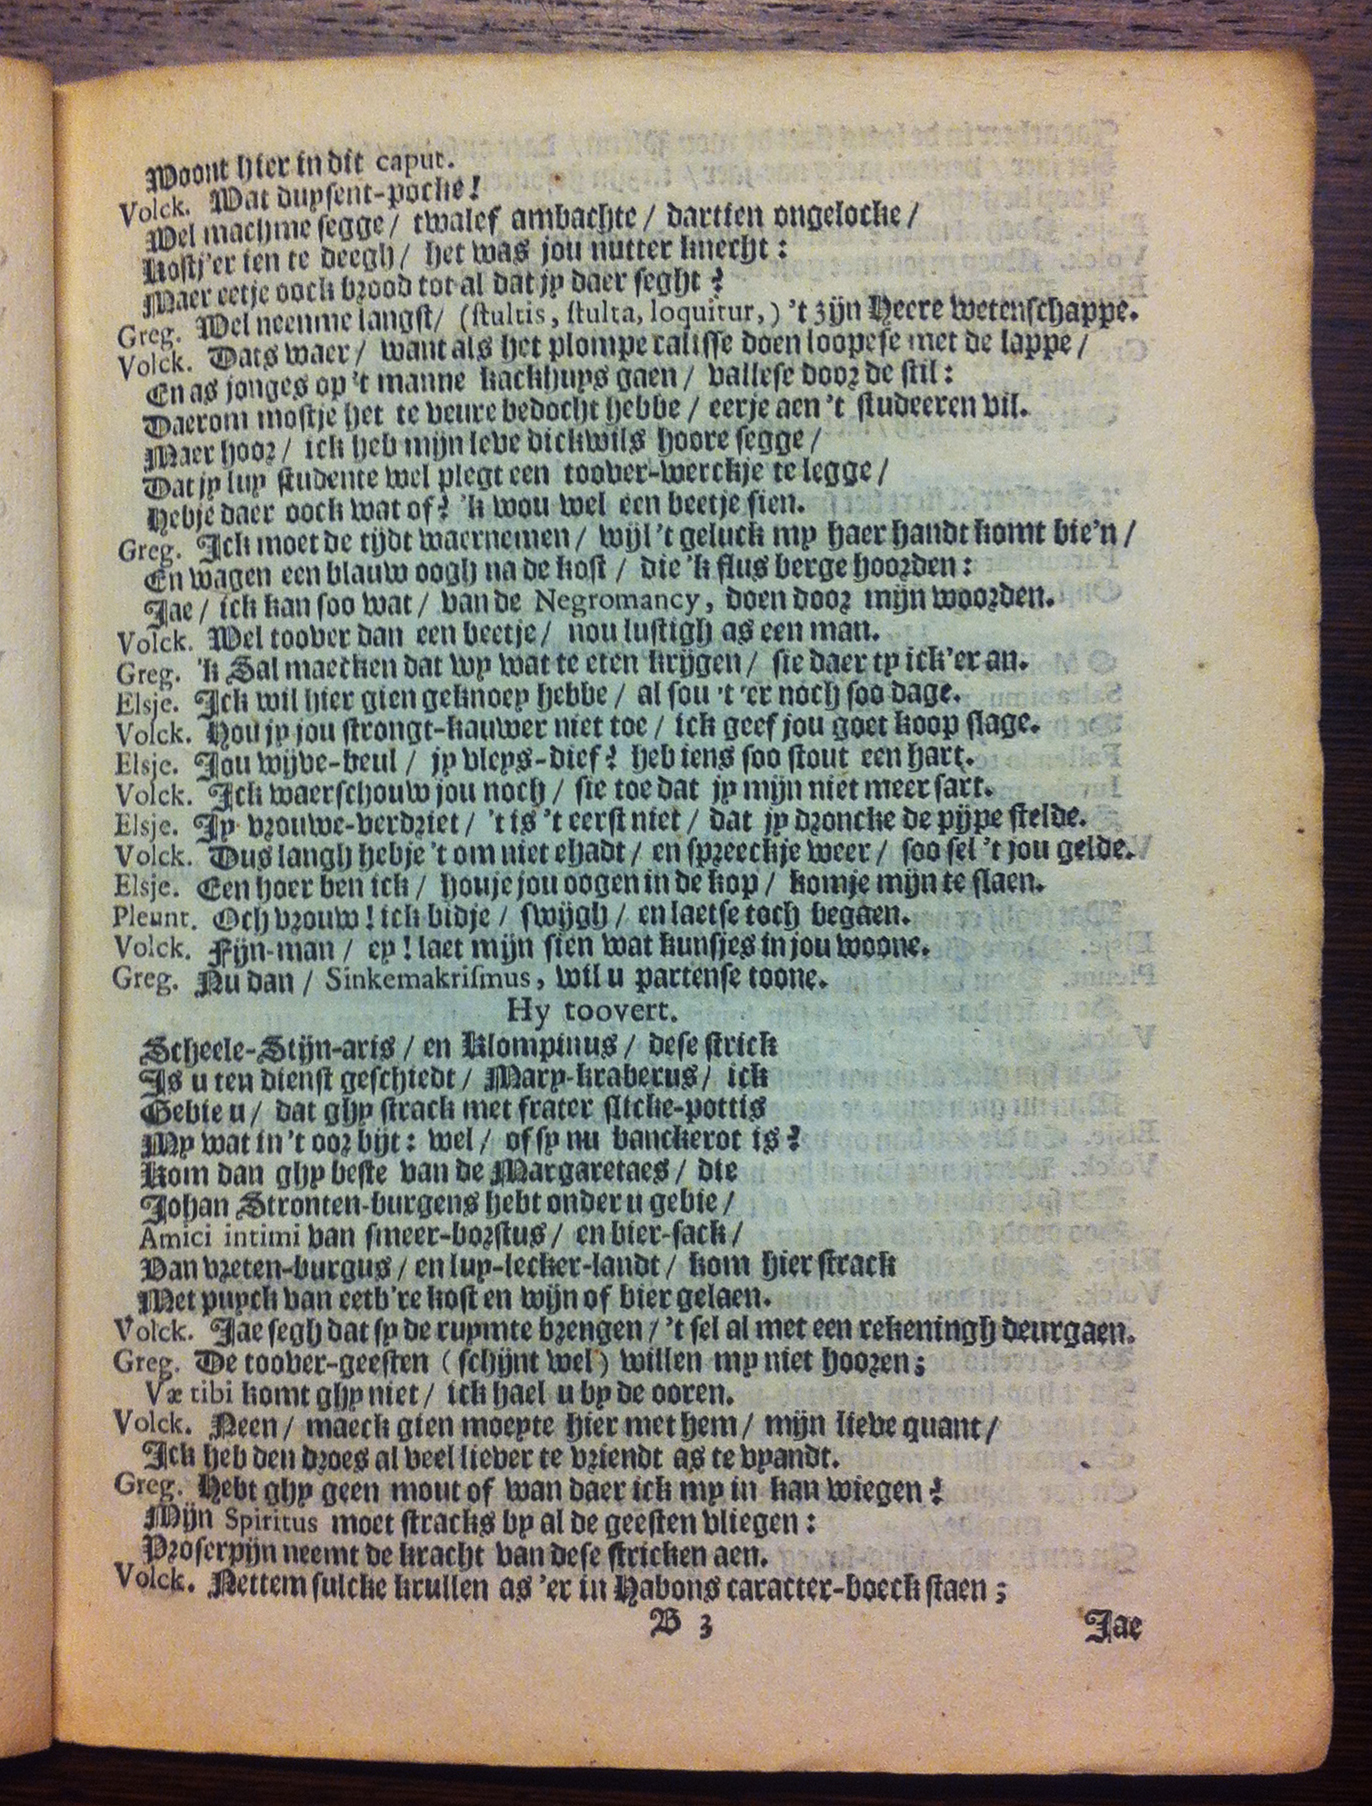 Woont hier in dit caput.
Volck. Wat duysent-pocke!
Wel machme segge / twalef ambachte / dartien ongelocke /
Kostj'er ien te deegh / het was jou nutter knecht:
Maer eetje oock brood tot al dat jy daer seght?
Greg. Wel neenme langst / (stultis, stulta, loquitur,) 't zijn Heere wetenschappe.
Volck. Dats waer / want als het plompe calisse doen loopese met de lappe /
En as jonges op 't manne kackhuys gaen / vallese door de stil:
Daerom mostje het te veure bedocht hebbe / eerje aen 't studeeren vil.
Maer hoor / ick heb mijn leve dickwils hoore segge /
Dat jy luy studente wel plegt een toover-werckje te legge /
Hebje daer oock wat of? 'k wou wel een beetje sien.
Greg. Ick moet de tijdt waernemen / wijl 't geluck my haer handt komt bie'n /
En wagen een blauw oogh na de kost / die 'k flus berge hoorden:
Jae / ick kan soo wat / van de Negromancy, doen door mijn woorden.
Volck. Wel toover dan een beetje / nou lustigh as een man.
Greg. 'k Sal maecken dat wy wat te eten krijgen / sie daer ty ick'er an.
Elsje. Ick wil hier gien geknoey hebbe / al sou 't 'er noch soo dage.
Volck. Hou jy jou strongt-kauwer niet toe / ick geef jou goet koop slage.
Elsje. Jou wijve-beul / jy vleys-dief? heb iens soo stout een hart.
Volck. Ick waerschouw jou noch / sie toe dat jy mijn niet meer sart.
Elsje. Jy vrouwe-verdriet / 't is 't eerst niet / dat jy droncke de pijpe stelde.
Volck. Dus langh hebje 't om niet ehadt / en spreeckje weer / soo sel 't jou gelde.
Elsje. Een hoer ben ick / houje jou oogen in de kop / komje mijn te slaen.
Pleunt. Och vrouw! ick bidje / swijgh / en laetse toch begaen.
Volck. Fijn-man / ey! laet mijn sien wat kunsjes in jou woone.
Greg. Nu dan / Sinkemakrismus, wil u partense toone.
Hy toovert.
Scheele-Stijn-aris / en Klompinus / dese strick
Is u ten dienst geschiedt / Mary-kraberus / ick
Gebie u / dat ghy strack met frater slicke-pottis
My wat in 't oor bijt: wel / of sy nu banckerot is?
Kom dan ghy beste van de Margaretaes / die
Johan Stronten-burgens hebt onder u gebie /
Amici intimi van smeer-borstus / en bier-sack /
Van vreten-burgus / en luy-lecker-landt / kom hier strack
Met puyck van eetb're kost en wijn of bier gelaen.
Volck. Jae segh dat sy de ruymte brengen / 't sel al met een rekeningh deurgaen.
Greg. De toover-geesten (schijnt wel) willen my niet hooren;
Væ tibi komt ghy niet / ick hael u by de ooren.
Volck. Neen / maeck gien moeyte hier met hem / mijn lieve quant /
Ick heb den droes al veel liever te vriendt as te vyandt.
Greg. Hebt ghy geen mout of wan daer ick my in kan wiegen?
Mijn Spiritus moet stracks by al de geesten vliegen:
Proserpijn neemt de kracht van dese stricken aen.
Volck. Net tem sulcke krullen as 'er in Habons caracter-boeck staen;
B 3
Jae